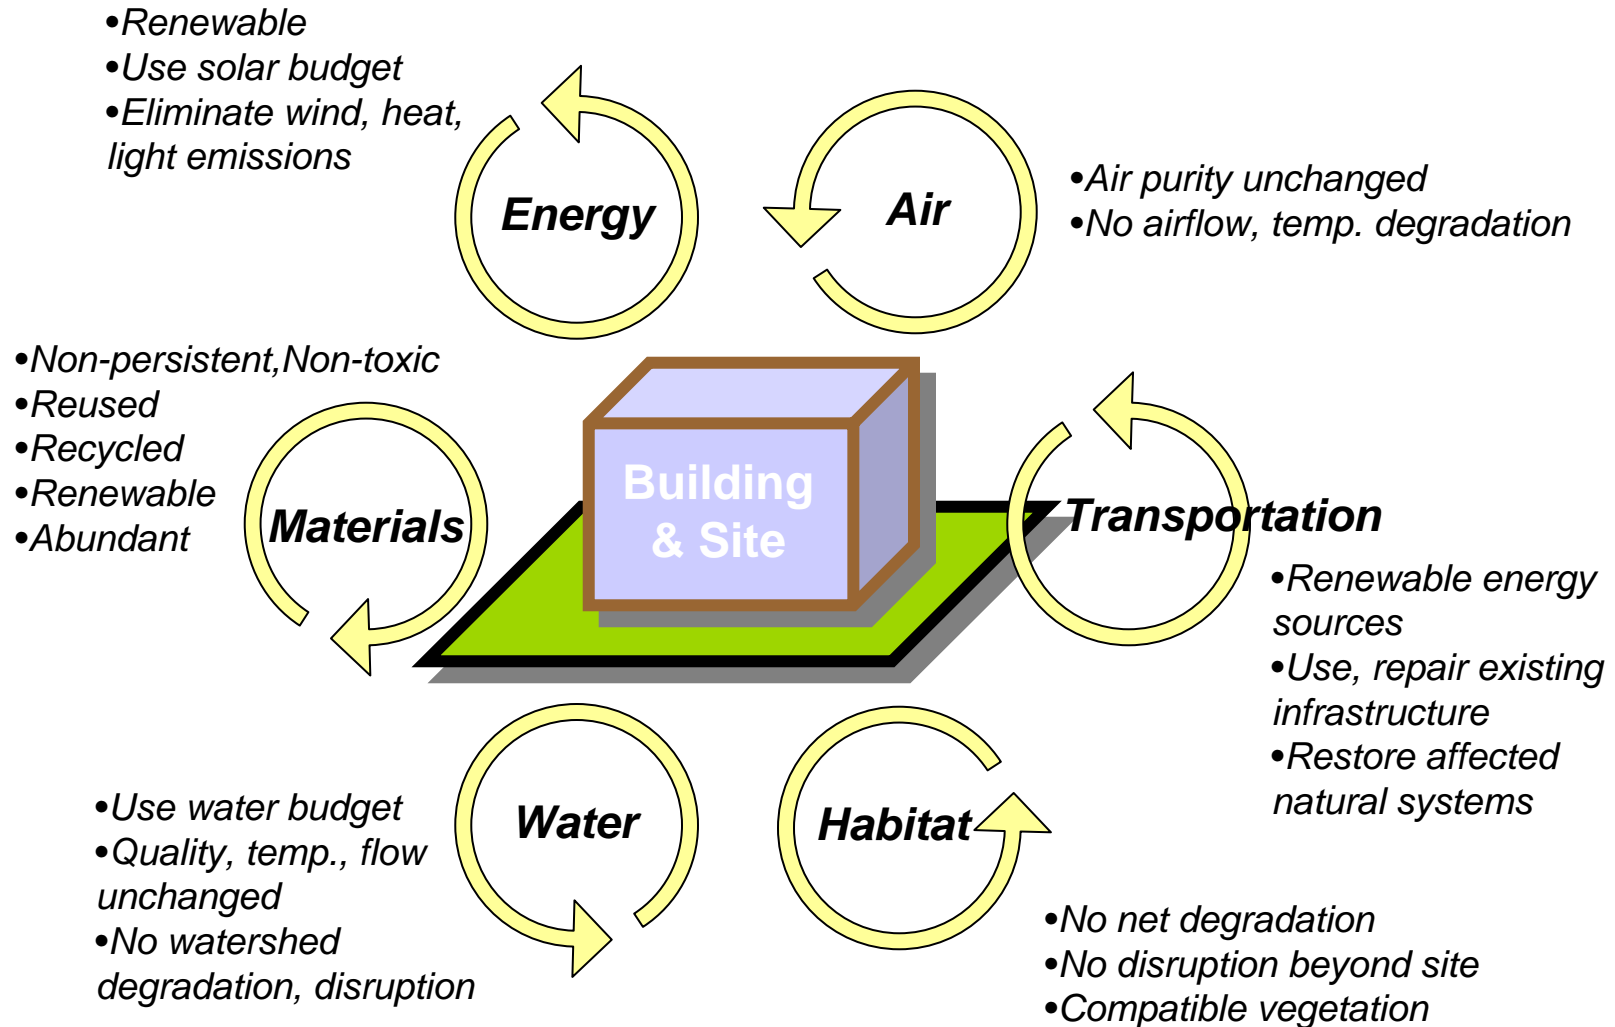 •Renewable
•Use solar budget
•Eliminate wind, heat,
light emissions
Energy
Air
•Air purity unchanged
•No airflow, temp. degradation
•Non-persistent,Non-toxic
•Reused
•Recycled
•Renewable
•Abundant
Materials
Building
& Site
Transportation
•Renewable energy
sources
•Use, repair existing
infrastructure
•Restore affected
natural systems
•Use water budget
•Quality, temp., flow
unchanged
•No watershed
degradation, disruption
Water
Habitat
•No net degradation
•No disruption beyond site
•Compatible vegetation